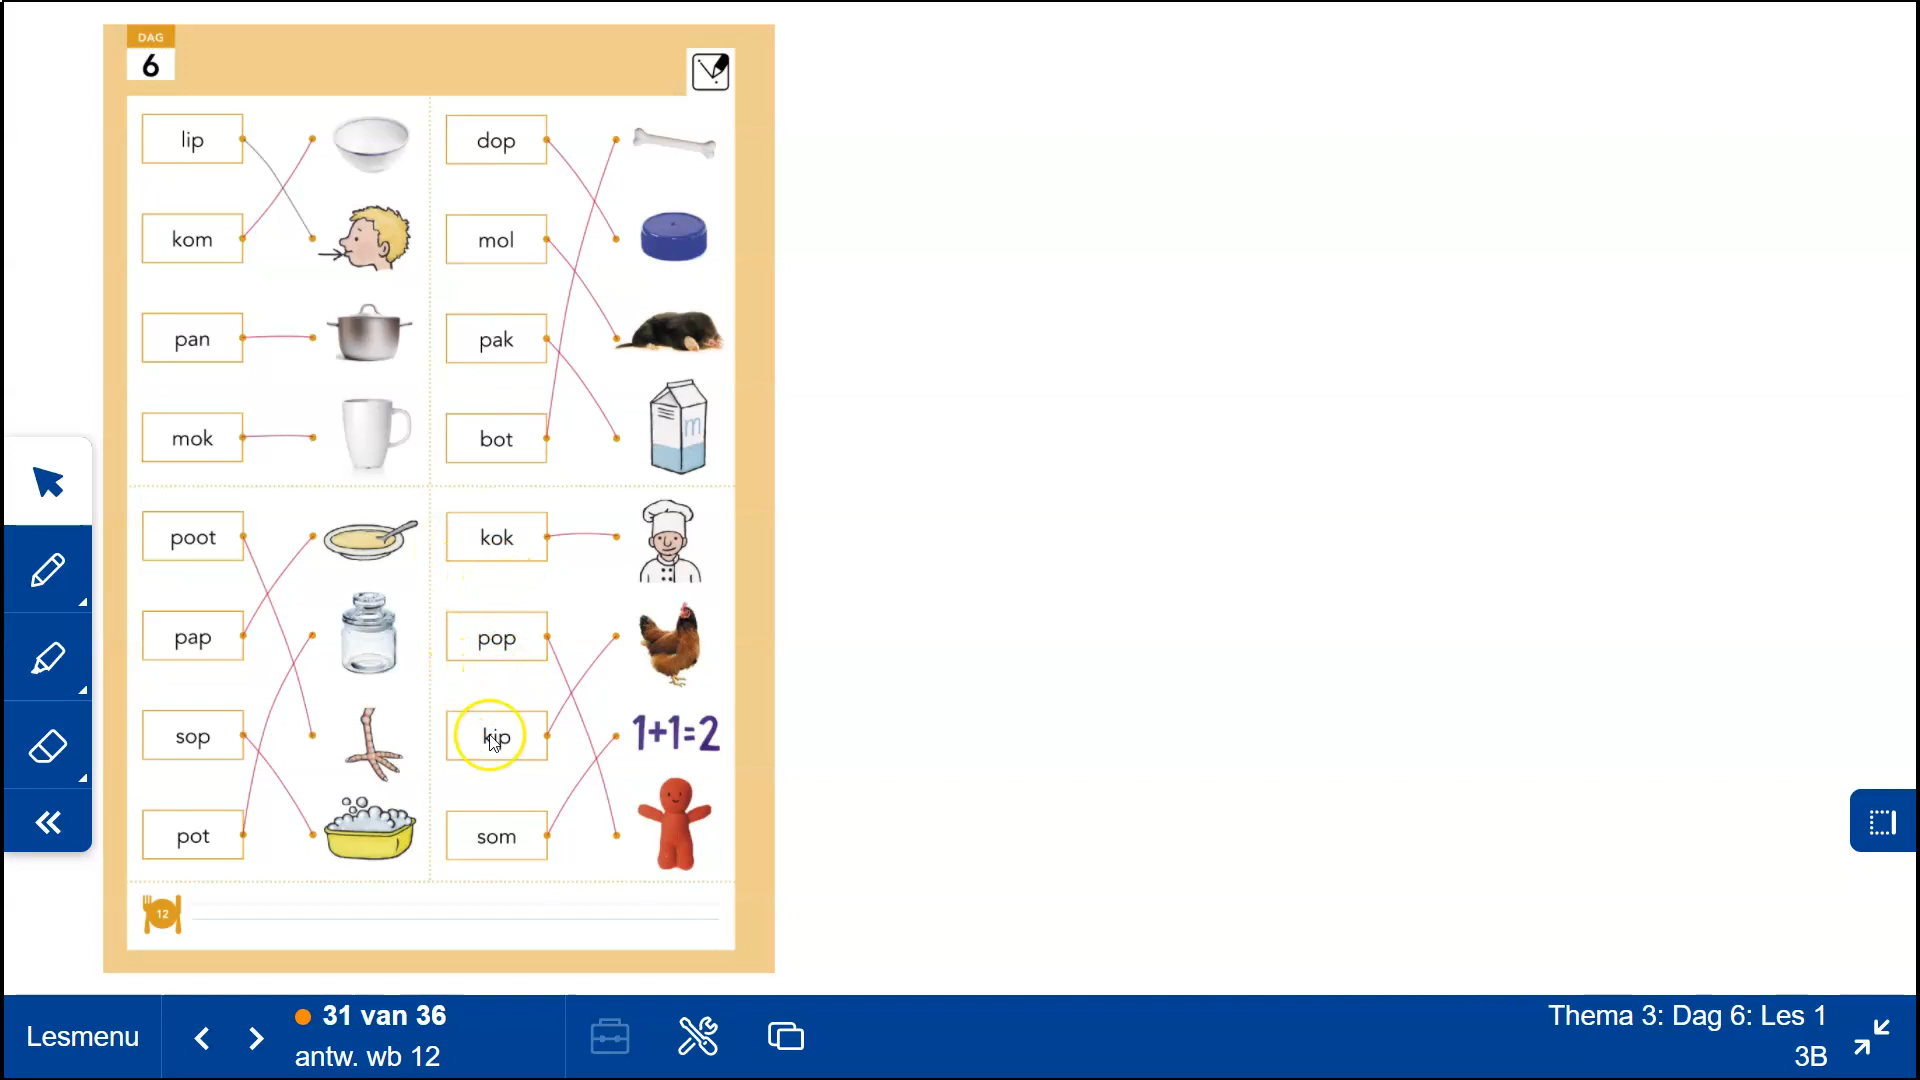 DAG
6
lip
kom
pan
mok
dop
mol
pak
bot
m
poot
pap
sop
pot
kok
pop
kip
som
1+1=2
12
Lesmenu
31 van 36
antw. wb 12
Thema 3: Dag 6: Les 1
3B